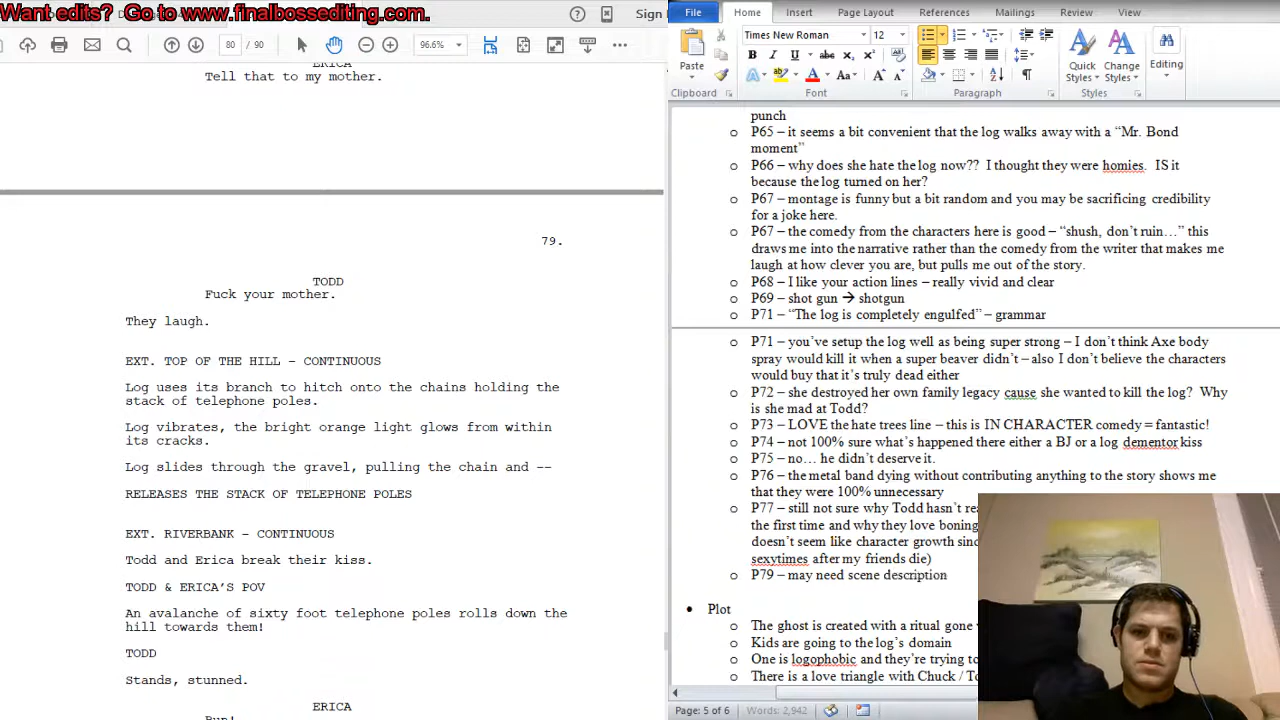 Want edits?  Go to www.finalbossediting.com.
Sign
96.6%
ERICA
Tell that to my mother.
79.
TODD
Fuck your mother.
They laugh.
EXT. TOP OF THE HILL - CONTINUOUS
Log uses its branch to hitch onto the chains holding the
stack of telephone poles.
Log vibrates, the bright orange light glows from within
its cracks.
Log slides through the gravel, pulling the chain and --
RELEASES THE STACK OF TELEPHONE POLES
EXT. RIVERBANK - CONTINUOUS
Todd and Erica break their kiss.
TODD & ERICA'S POV
An avalanche of sixty foot telephone poles rolls down the
hill towards them!
TODD
Stands, stunned.
ERICA
Run!
File Home Insert Page Layout References Mailings Review View
Times New Roman 12
Paste
Quick Styles
Change Styles
Editing
Clipboard Font Paragraph Styles
punch
o P65 – it seems a bit convenient that the log walks away with a “Mr. Bond
moment”
o P66 – why does she hate the log now??  I thought they were homies.  IS it
because the log turned on her?
o P67 – montage is funny but a bit random and you may be sacrificing credibility
for a joke here.
o P67 – the comedy from the characters here is good – “shush, don’t ruin…” this
draws me into the narrative rather than the comedy from the writer that makes me
laugh at how clever you are, but pulls me out of the story.
o P68 – I like your action lines – really vivid and clear
o P69 – shot gun → shotgun
o P71 – “The log is completely engulfed” – grammar
o P71 – you’ve setup the log well as being super strong – I don’t think Axe body
spray would kill it when a super beaver didn’t – also I don’t believe the characters
would buy that it’s truly dead either
o P72 – she destroyed her own family legacy cause she wanted to kill the log?  Why
is she mad at Todd?
o P73 – LOVE the hate trees line – this is IN CHARACTER comedy = fantastic!
o P74 – not 100% sure what’s happened there either a BJ or a log dementor kiss
o P75 – no… he didn’t deserve it.
o P76 – the metal band dying without contributing anything to the story shows me
that they were 100% unnecessary
o P77 – still not sure why Todd hasn’t rea
the first time and why they love boning
doesn’t seem like character growth sinc
sexytimes after my friends die)
o P79 – may need scene description
• Plot
o The ghost is created with a ritual gone
o Kids are going to the log’s domain
o One is logophobic and they’re trying to
o There is a love triangle with Chuck / To
Page: 5 of 6 Words: 2,942